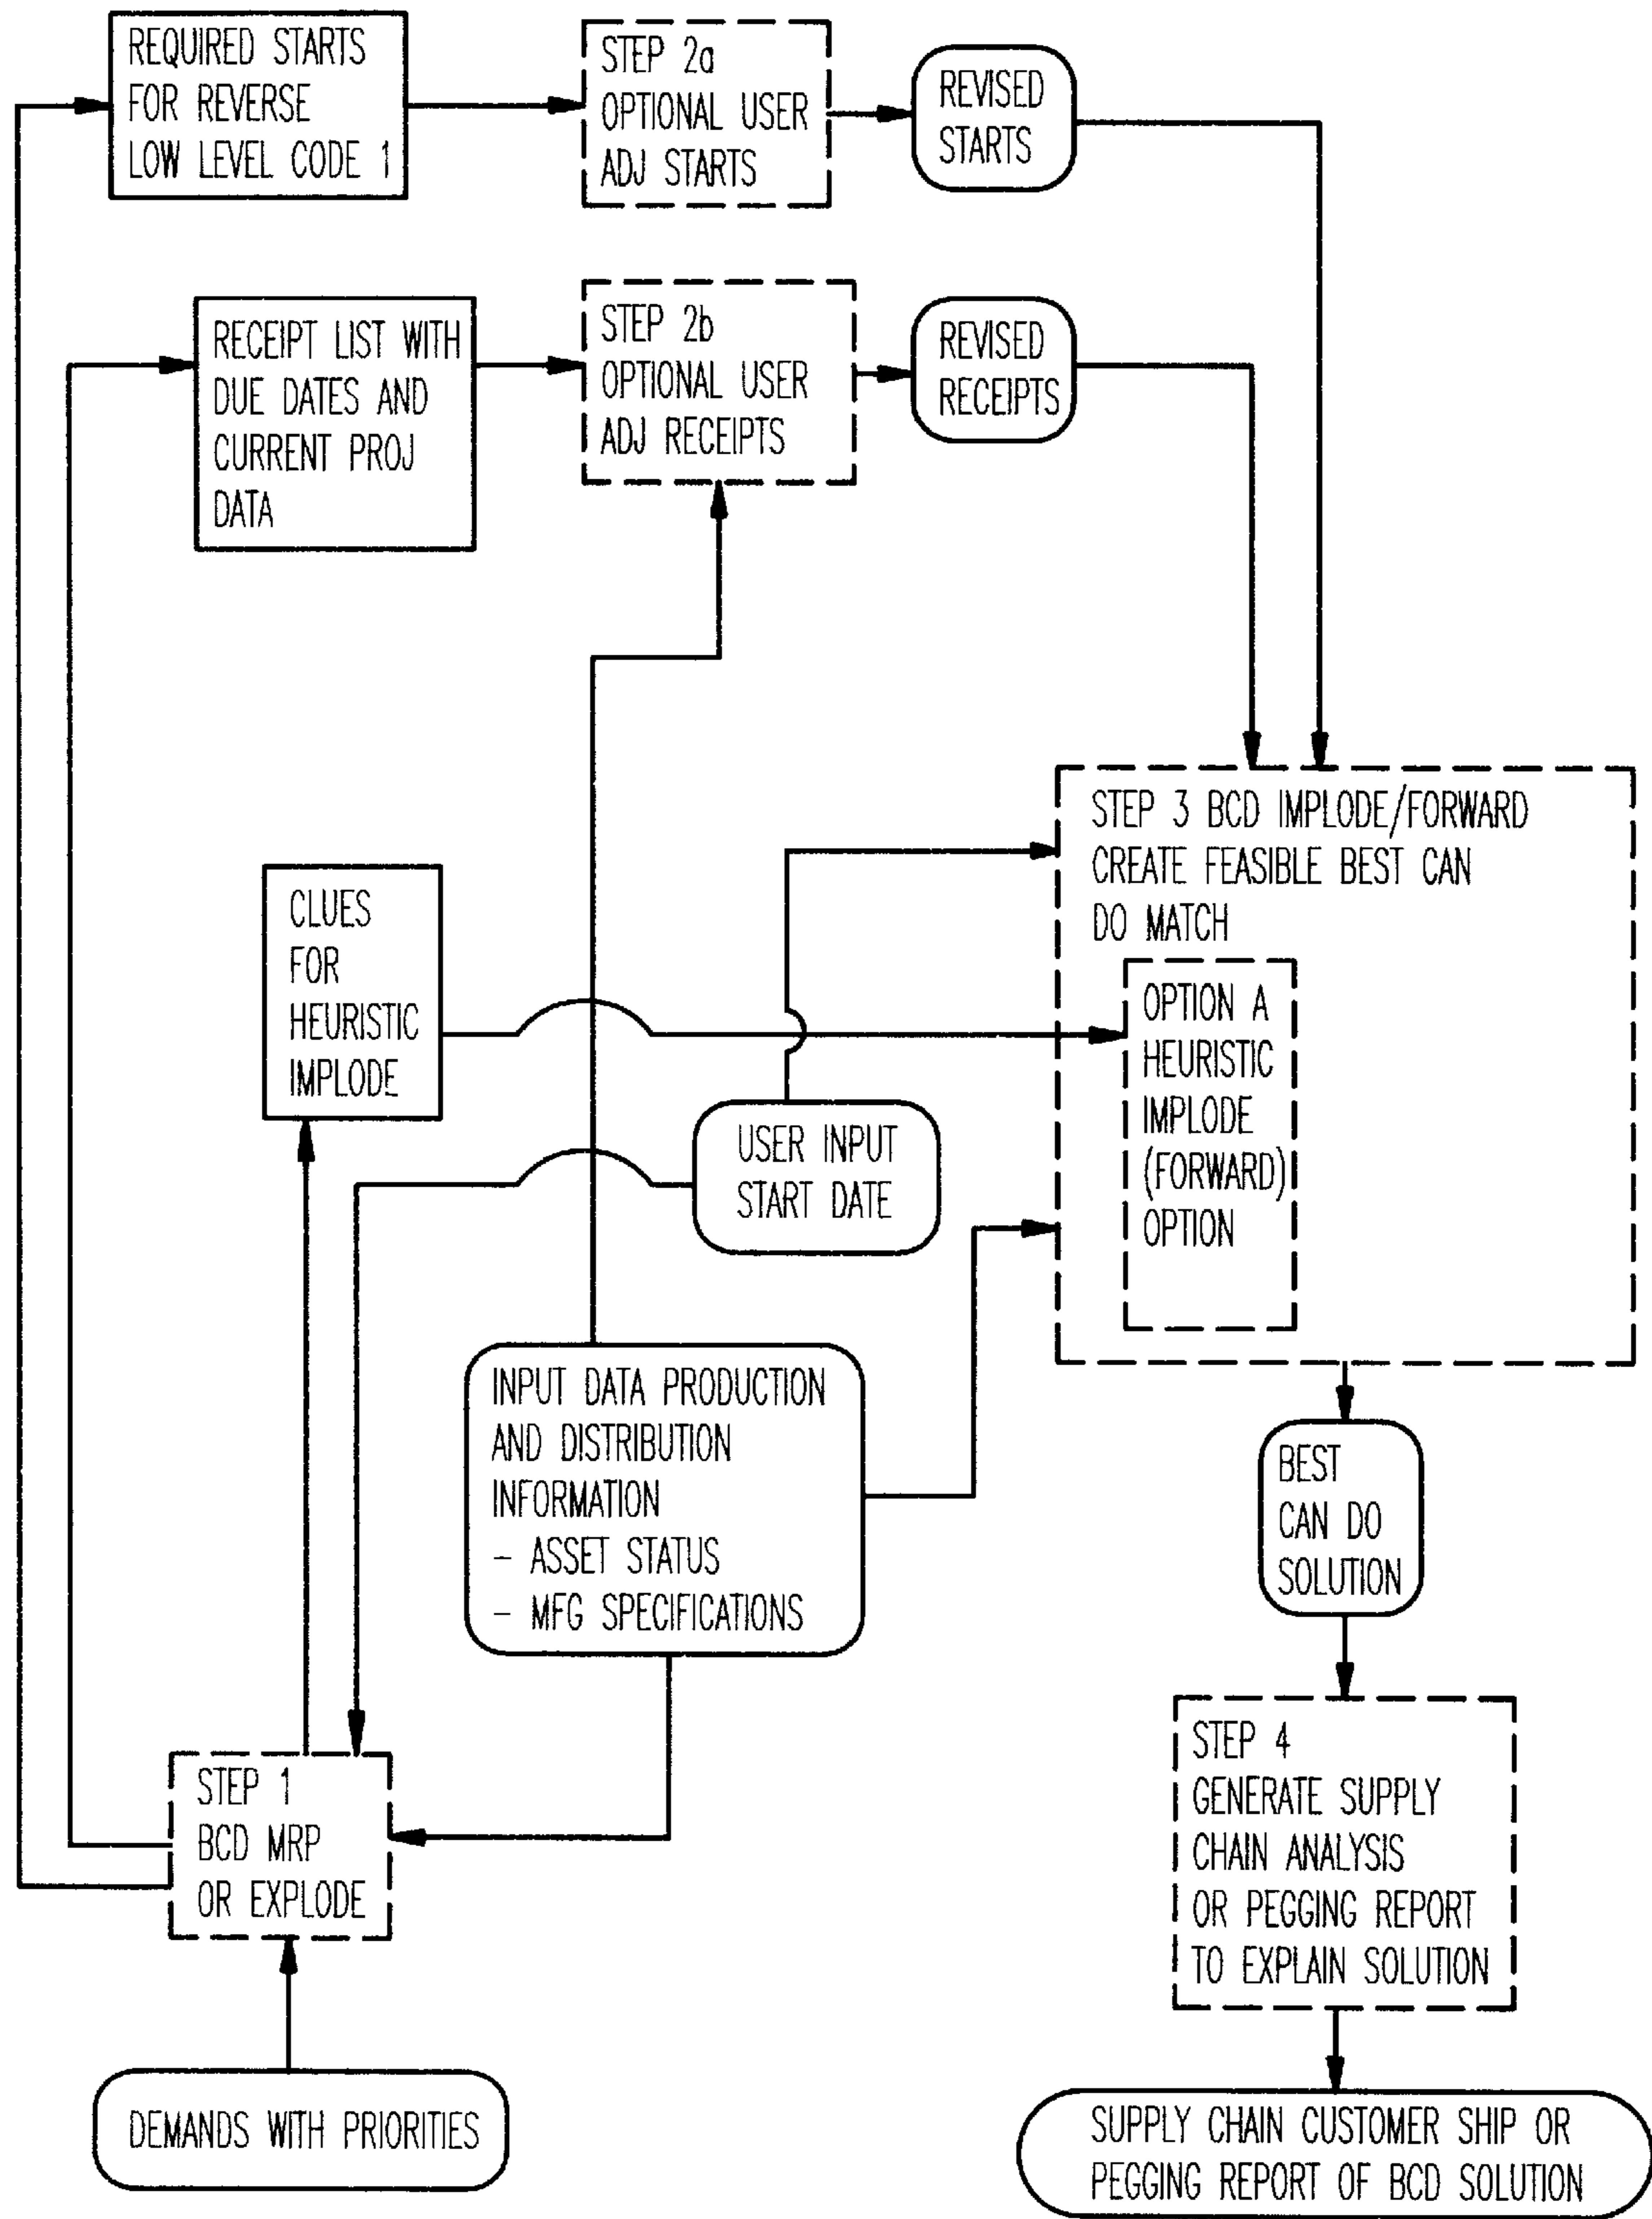 REQUIRED STARTS
FOR REVERSE
LOW LEVEL CODE 1
STEP 2a
OPTIONAL USER
ADJ STARTS
REVISED
STARTS
RECEIPT LIST WITH
DUE DATES AND
CURRENT PROJ
DATA
STEP 2b
OPTIONAL USER
ADJ RECEIPTS
REVISED
RECEIPTS
STEP 3 BCD IMPLODE/FORWARD
CREATE FEASIBLE BEST CAN
DO MATCH
OPTION A
HEURISTIC
IMPLODE
(FORWARD)
OPTION
CLUES
FOR
HEURISTIC
IMPLODE
USER INPUT
START DATE
INPUT DATA PRODUCTION
AND DISTRIBUTION
INFORMATION
- ASSET STATUS
- MFG SPECIFICATIONS
BEST
CAN DO
SOLUTION
STEP 1
BCD MRP
OR EXPLODE
STEP 4
GENERATE SUPPLY
CHAIN ANALYSIS
OR PEGGING REPORT
TO EXPLAIN SOLUTION
DEMANDS WITH PRIORITIES
SUPPLY CHAIN CUSTOMER SHIP OR
PEGGING REPORT OF BCD SOLUTION